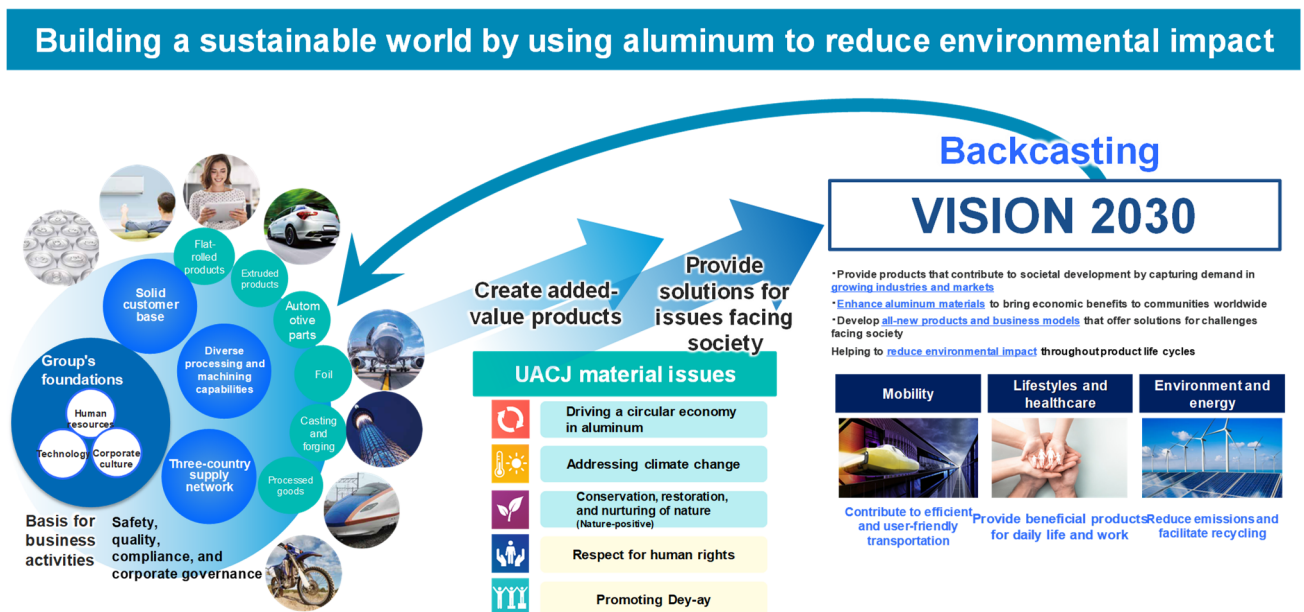 Building a sustainable world by using aluminum to reduce environmental impact
Flat-
rolled
products
Extruded
products
Autom
otive
parts
Foil
Casting
and
forging
Processed
goods
Solid
customer
base
Diverse
processing and
machining
capabilities
Three-country
supply
network
Group's
foundations
Human
resources
Technology
Corporate
culture
Basis for
business
activities
Safety,
quality,
compliance, and
corporate governance
Create added-
value products
Provide
solutions for
issues facing
society
UACJ material issues
Driving a circular economy
in aluminum
Addressing climate change
Conservation, restoration,
and nurturing of nature
(Nature-positive)
Respect for human rights
Promoting Dey-ay
Backcasting
VISION 2030
・Provide products that contribute to societal development by capturing demand in
growing industries and markets
・Enhance aluminum materials to bring economic benefits to communities worldwide
・Develop all-new products and business models that offer solutions for challenges
facing society
Helping to reduce environmental impact throughout product life cycles
Mobility
Contribute to efficient
and user-friendly
transportation
Lifestyles and
healthcare
Provide beneficial products
for daily life and work
Environment and
energy
Reduce emissions and
facilitate recycling